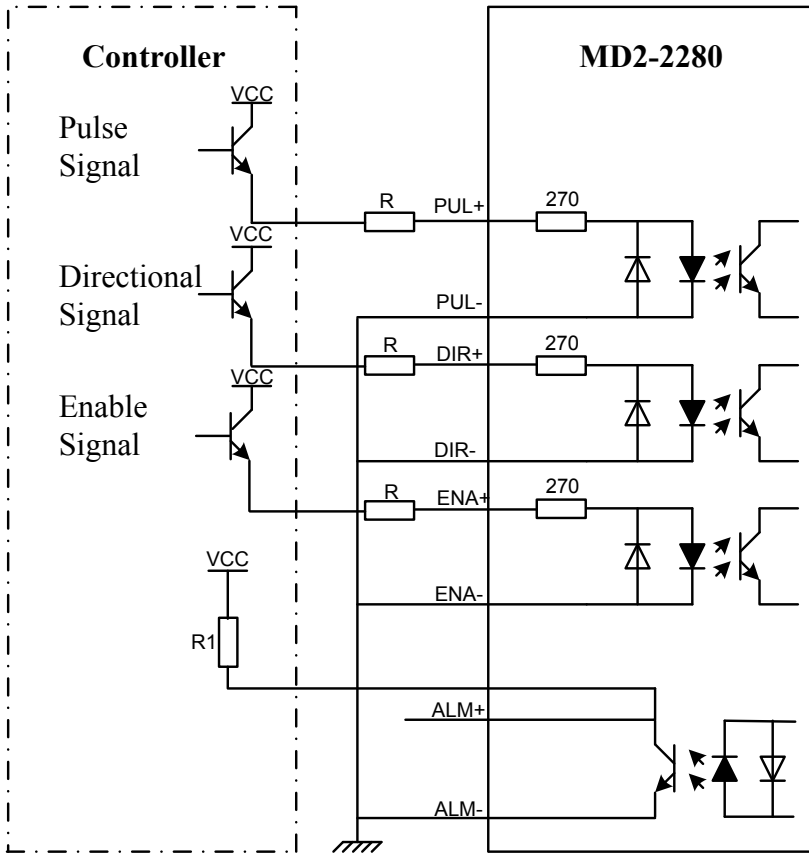 Controller
MD2-2280
VCC
Pulse
Signal
R
PUL+
270
VCC
Directional
Signal
PUL-
R
DIR+
270
VCC
Enable
Signal
DIR-
R
ENA+
270
VCC
ENA-
R1
ALM+
ALM-